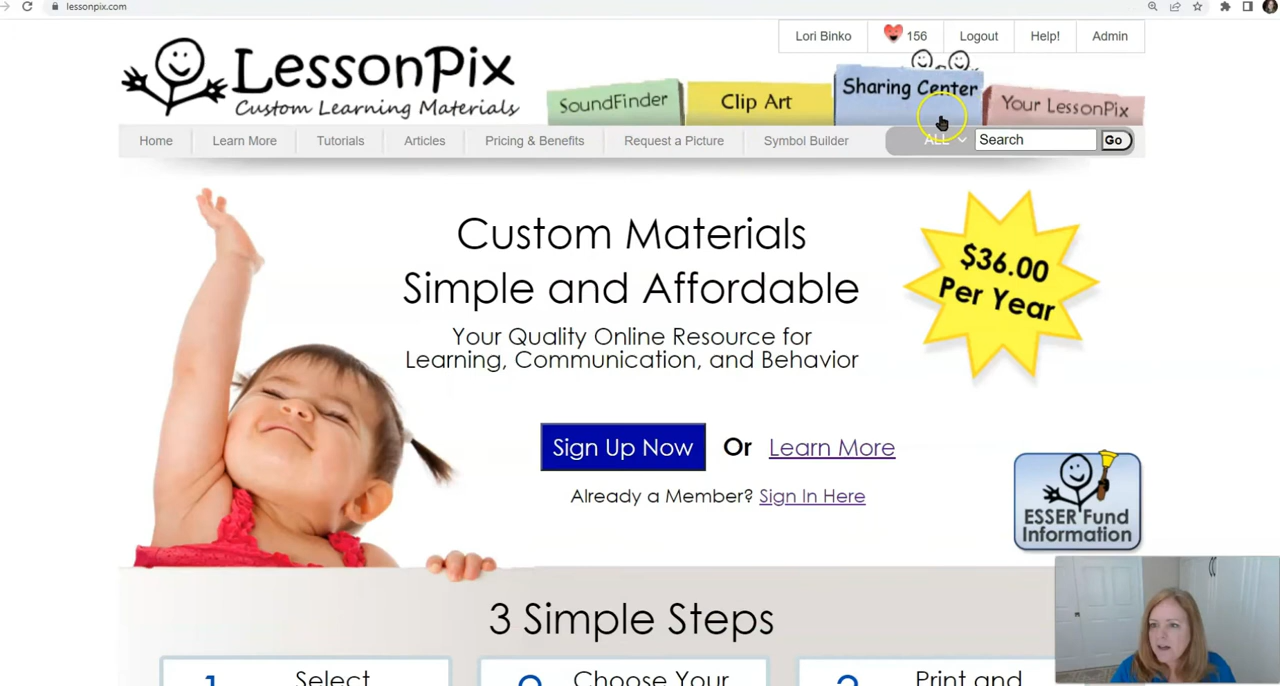 lessonpix.com
Lori Binko 156 Logout Help! Admin
LessonPix
Custom Learning Materials
SoundFinder Clip Art Sharing Center Your LessonPix
Home Learn More Tutorials Articles Pricing & Benefits Request a Picture Symbol Builder ALL Search Go
Custom Materials
Simple and Affordable
$36.00
Per Year
Your Quality Online Resource for
Learning, Communication, and Behavior
Sign Up Now Or Learn More
Already a Member? Sign In Here
ESSER Fund
Information
3 Simple Steps
1 Select
2 Choose Your
3 Print and